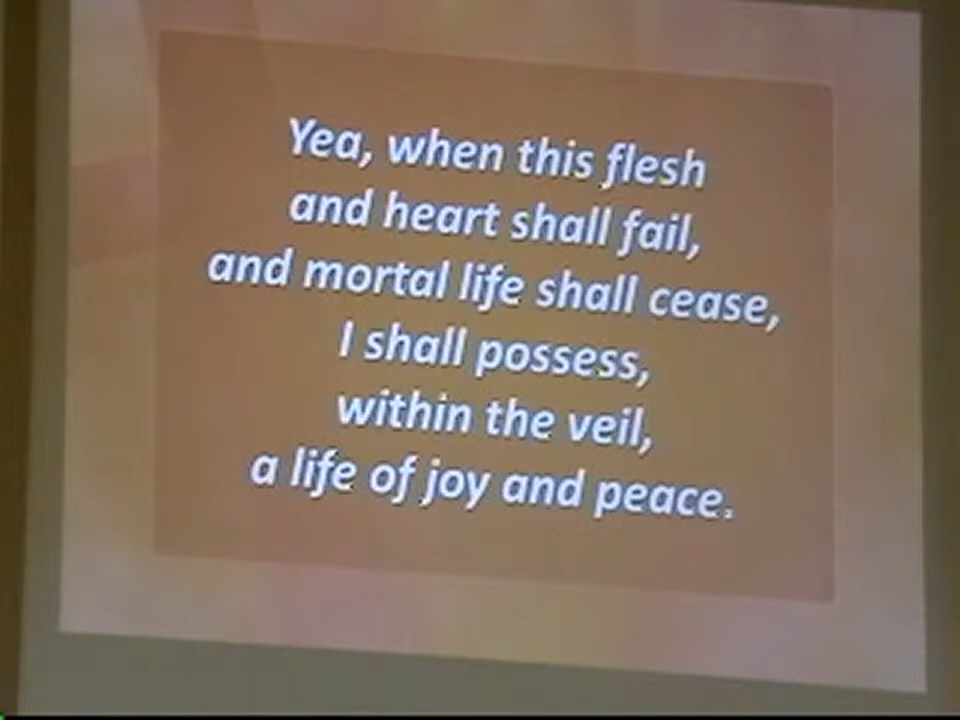 Yea, when this flesh
and heart shall fail,
and mortal life shall cease,
I shall possess,
within the veil,
a life of joy and peace.